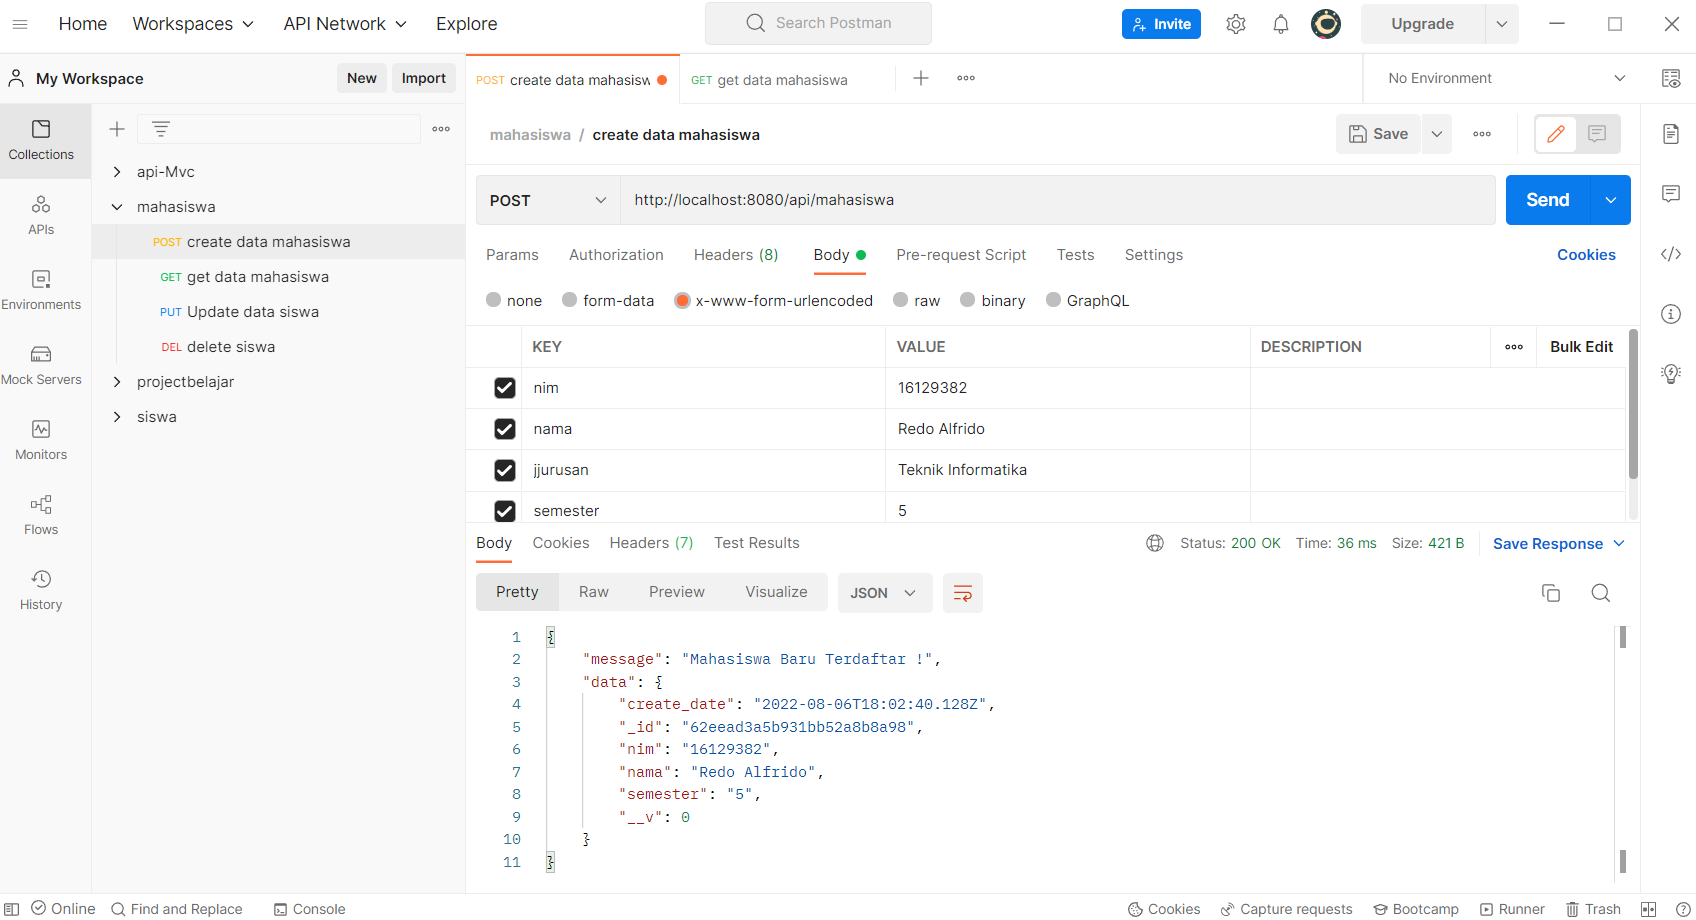 Home Workspaces API Network Explore Search Postman Invite Upgrade
My Workspace New Import
POST create data mahasisw GET get data mahasiswa No Environment
Collections
APIs
Environments
Mock Servers
Monitors
Flows
History
api-Mvc
mahasiswa
POST create data mahasiswa
GET get data mahasiswa
PUT Update data siswa
DEL delete siswa
projectbelajar
siswa
mahasiswa / create data mahasiswa Save
POST http://localhost:8080/api/mahasiswa Send
Params Authorization Headers (8) Body Pre-request Script Tests Settings Cookies
none form-data x-www-form-urlencoded raw binary GraphQL
KEY VALUE DESCRIPTION Bulk Edit
nim 16129382
nama Redo Alfrido
jjurusan Teknik Informatika
semester 5
Body Cookies Headers (7) Test Results Status: 200 OK Time: 36 ms Size: 421 B Save Response
Pretty Raw Preview Visualize JSON
1 {
2 "message": "Mahasiswa Baru Terdaftar !",
3 "data": {
4 "create_date": "2022-08-06T18:02:40.128Z",
5 "_id": "62eead3a5b931bb52a8b8a98",
6 "nim": "16129382",
7 "nama": "Redo Alfrido",
8 "semester": "5",
9 "__v": 0
10 }
11 }
Online Find and Replace Console Cookies Capture requests Bootcamp Runner Trash